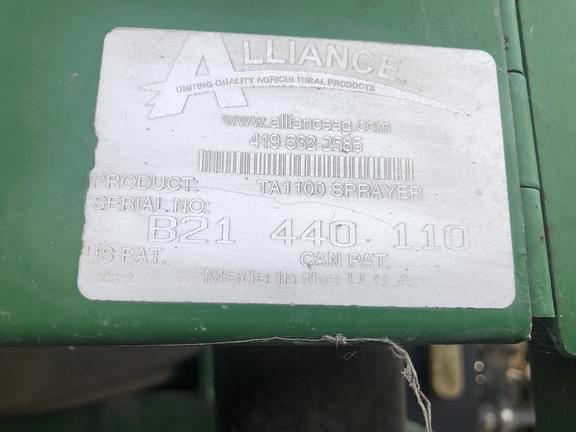 ALLIANCE
UNITING QUALITY AGRICULTURAL PRODUCTS
www.allianceag.com
419-532-2585
PRODUCT: TA1100 SPRAYER
SERIAL NO:
B21 440 110
US PAT. CAN PAT.
Made in the U.S.A.